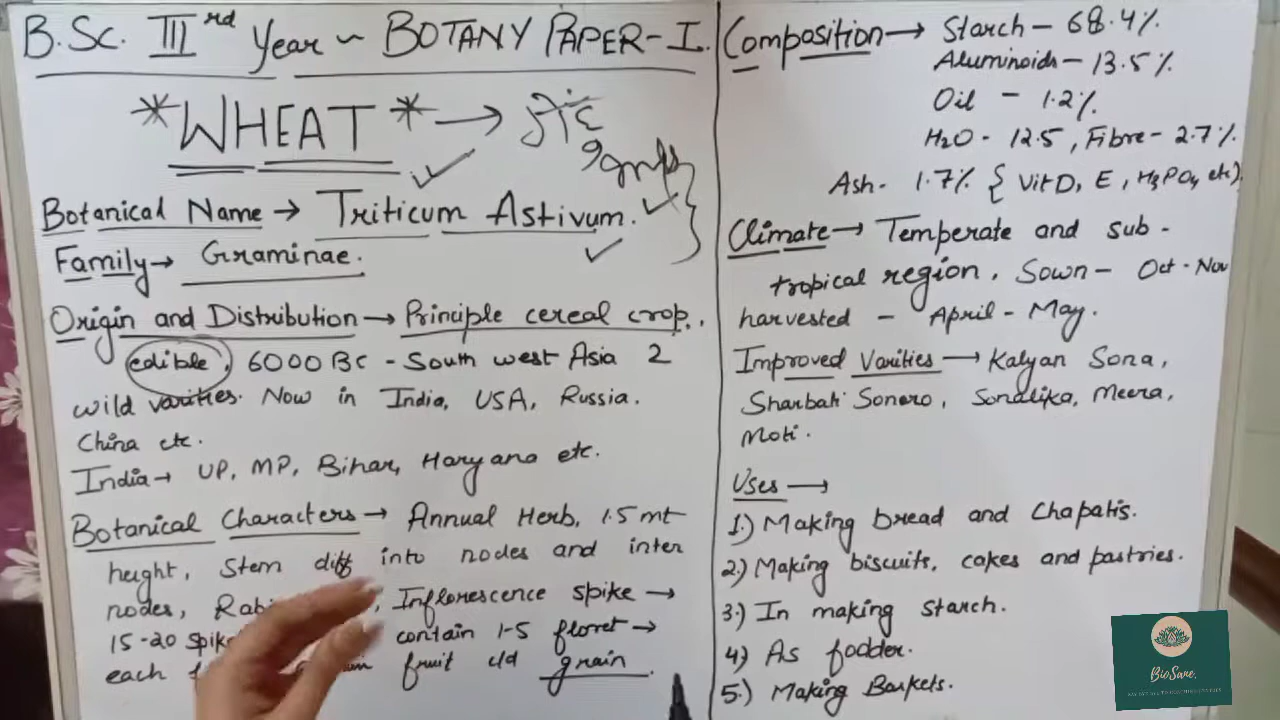 B.Sc. IIIrd Year ~ BOTANY PAPER-I.
*WHEAT* → गेहूँ
Botanical Name → Triticum Astivum.
Family → Graminae.
Origin and Distribution → Principle cereal crop.,
edible, 6000 BC - South west Asia 2
wild varities. Now in India, USA, Russia.
China etc.
India → UP, MP, Bihar, Haryana etc.
Botanical Characters → Annual Herb, 1.5 mt
height, Stem diff into nodes and inter
nodes, , Inflorescence spike →
15-20 contain 1-5 floret →
each fruit c/d grain.
Composition → Starch - 68.4%
Aluminoids - 13.5%
Oil - 1.2%
H2O - 12.5, Fibre - 2.7%
Ash - 1.7% { Vit D, E, H3PO4 etc}.
Climate → Temperate and sub-
tropical region. Sown - Oct-Nov
harvested - April - May.
Improved Varities → Kalyan Sona,
Sharbati Sonero, Sonalika, Meera,
Moti.
Uses →
1.) Making bread and chapatis.
2.) Making biscuits, cakes and pastries.
3.) In making starch.
4.) As fodder.
5.) Making Baskets.
BioSane.